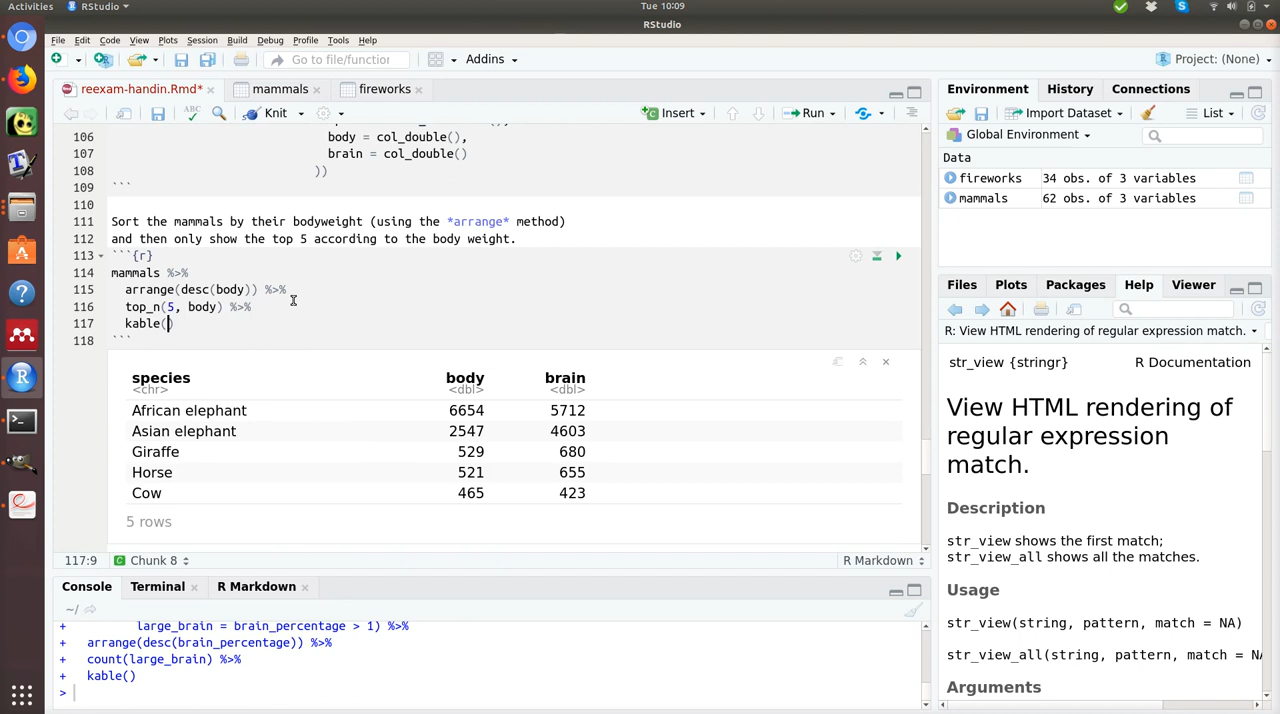 Activities RStudio Tue 10:09
RStudio
File Edit Code View Plots Session Build Debug Profile Tools Help
Go to file/function Addins Project: (None)
reexam-handin.Rmd* mammals fireworks
ABC Knit Insert Run
106 body = col_double(),
107 brain = col_double()
108 ))
109 ```
110
111 Sort the mammals by their bodyweight (using the *arrange* method)
112 and then only show the top 5 according to the body weight.
113 ```{r}
114 mammals %>%
115 arrange(desc(body)) %>%
116 top_n(5, body) %>%
117 kable()
118 ```
species body brain
<chr> <dbl> <dbl>
African elephant 6654 5712
Asian elephant 2547 4603
Giraffe 529 680
Horse 521 655
Cow 465 423
5 rows
117:9 Chunk 8 R Markdown
Console Terminal R Markdown
~/
+ large_brain = brain_percentage > 1) %>%
+ arrange(desc(brain_percentage)) %>%
+ count(large_brain) %>%
+ kable()
>
Environment History Connections
Import Dataset List
Global Environment
Data
fireworks 34 obs. of 3 variables
mammals 62 obs. of 3 variables
Files Plots Packages Help Viewer
R: View HTML rendering of regular expression match.
str_view {stringr} R Documentation
View HTML rendering of
regular expression
match.
Description
str_view shows the first match;
str_view_all shows all the matches.
Usage
str_view(string, pattern, match = NA)
str_view_all(string, pattern, match = NA
Arguments